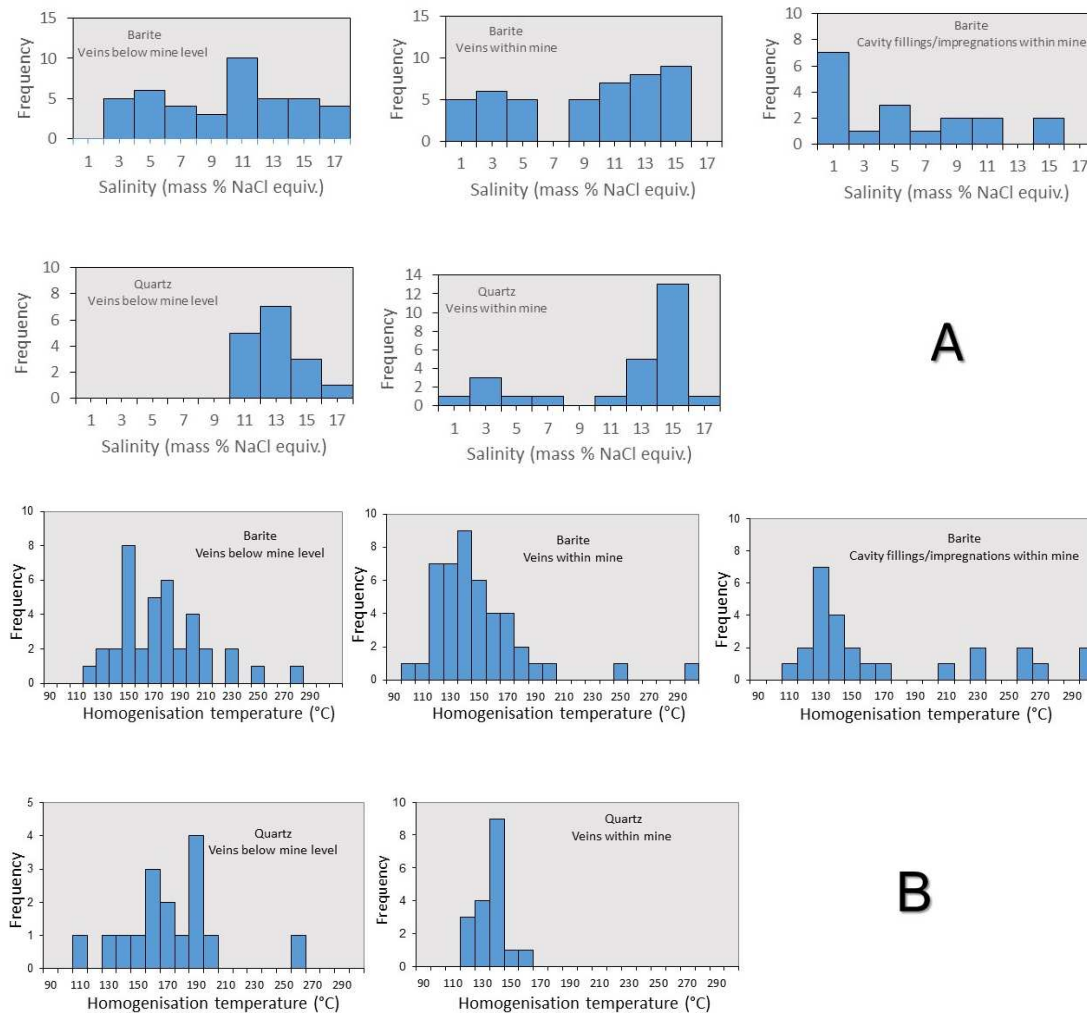 15
10
5
0
Frequency
Barite
Veins below mine level
1 3 5 7 9 11 13 15 17
Salinity (mass % NaCl equiv.)
15
10
5
0
Frequency
Barite
Veins within mine
1 3 5 7 9 11 13 15 17
Salinity (mass % NaCl equiv.)
10
8
6
4
2
0
Frequency
Barite
Cavity fillings/impregnations within mine
1 3 5 7 9 11 13 15 17
Salinity (mass % NaCl equiv.)
10
8
6
4
2
0
Frequency
Quartz
Veins below mine level
1 3 5 7 9 11 13 15 17
Salinity (mass % NaCl equiv.)
14
12
10
8
6
4
2
0
Frequency
Quartz
Veins within mine
1 3 5 7 9 11 13 15 17
Salinity (mass % NaCl equiv.)
A
10
8
6
4
2
0
Frequency
Barite
Veins below mine level
90 110 130 150 170 190 210 230 250 270 290
Homogenisation temperature (°C)
10
8
6
4
2
0
Frequency
Barite
Veins within mine
90 110 130 150 170 190 210 230 250 270 290
Homogenisation temperature (°C)
10
8
6
4
2
0
Frequency
Barite
Cavity fillings/impregnations within mine
90 110 130 150 170 190 210 230 250 270 290
Homogenisation temperature (°C)
5
4
3
2
1
0
Frequency
Quartz
Veins below mine level
90 110 130 150 170 190 210 230 250 270 290
Homogenisation temperature (°C)
10
8
6
4
2
0
Frequency
Quartz
Veins within mine
90 110 130 150 170 190 210 230 250 270 290
Homogenisation temperature (°C)
B